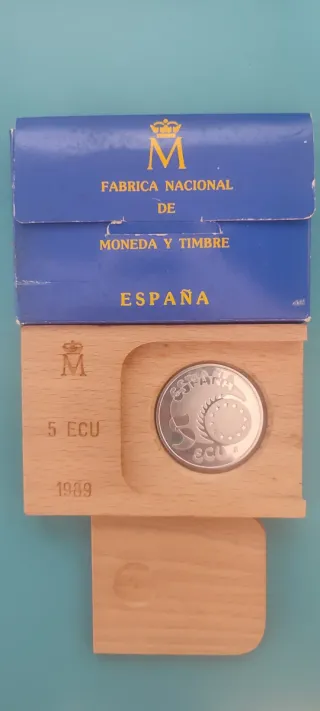 M
FABRICA NACIONAL
DE
MONEDA Y TIMBRE
ESPAÑA
M
5 ECU
1989
ESPAÑA
ECU